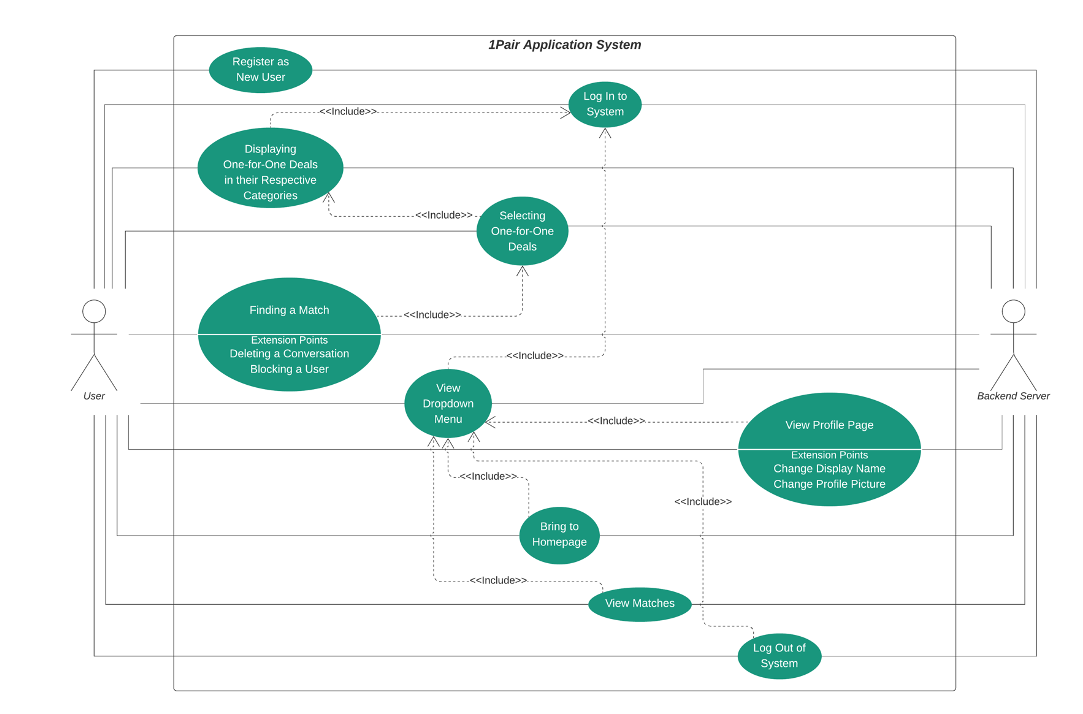 1Pair Application System
Register as
New User
Log In to
System
<<Include>>
Displaying
One-for-One Deals
in their Respective
Categories
<<Include>>
Selecting
One-for-One
Deals
Finding a Match
Extension Points
Deleting a Conversation
Blocking a User
<<Include>>
<<Include>>
User
Backend Server
View
Dropdown
Menu
<<Include>>
View Profile Page
Extension Points
Change Display Name
Change Profile Picture
<<Include>>
<<Include>>
Bring to
Homepage
<<Include>>
View Matches
Log Out of
System